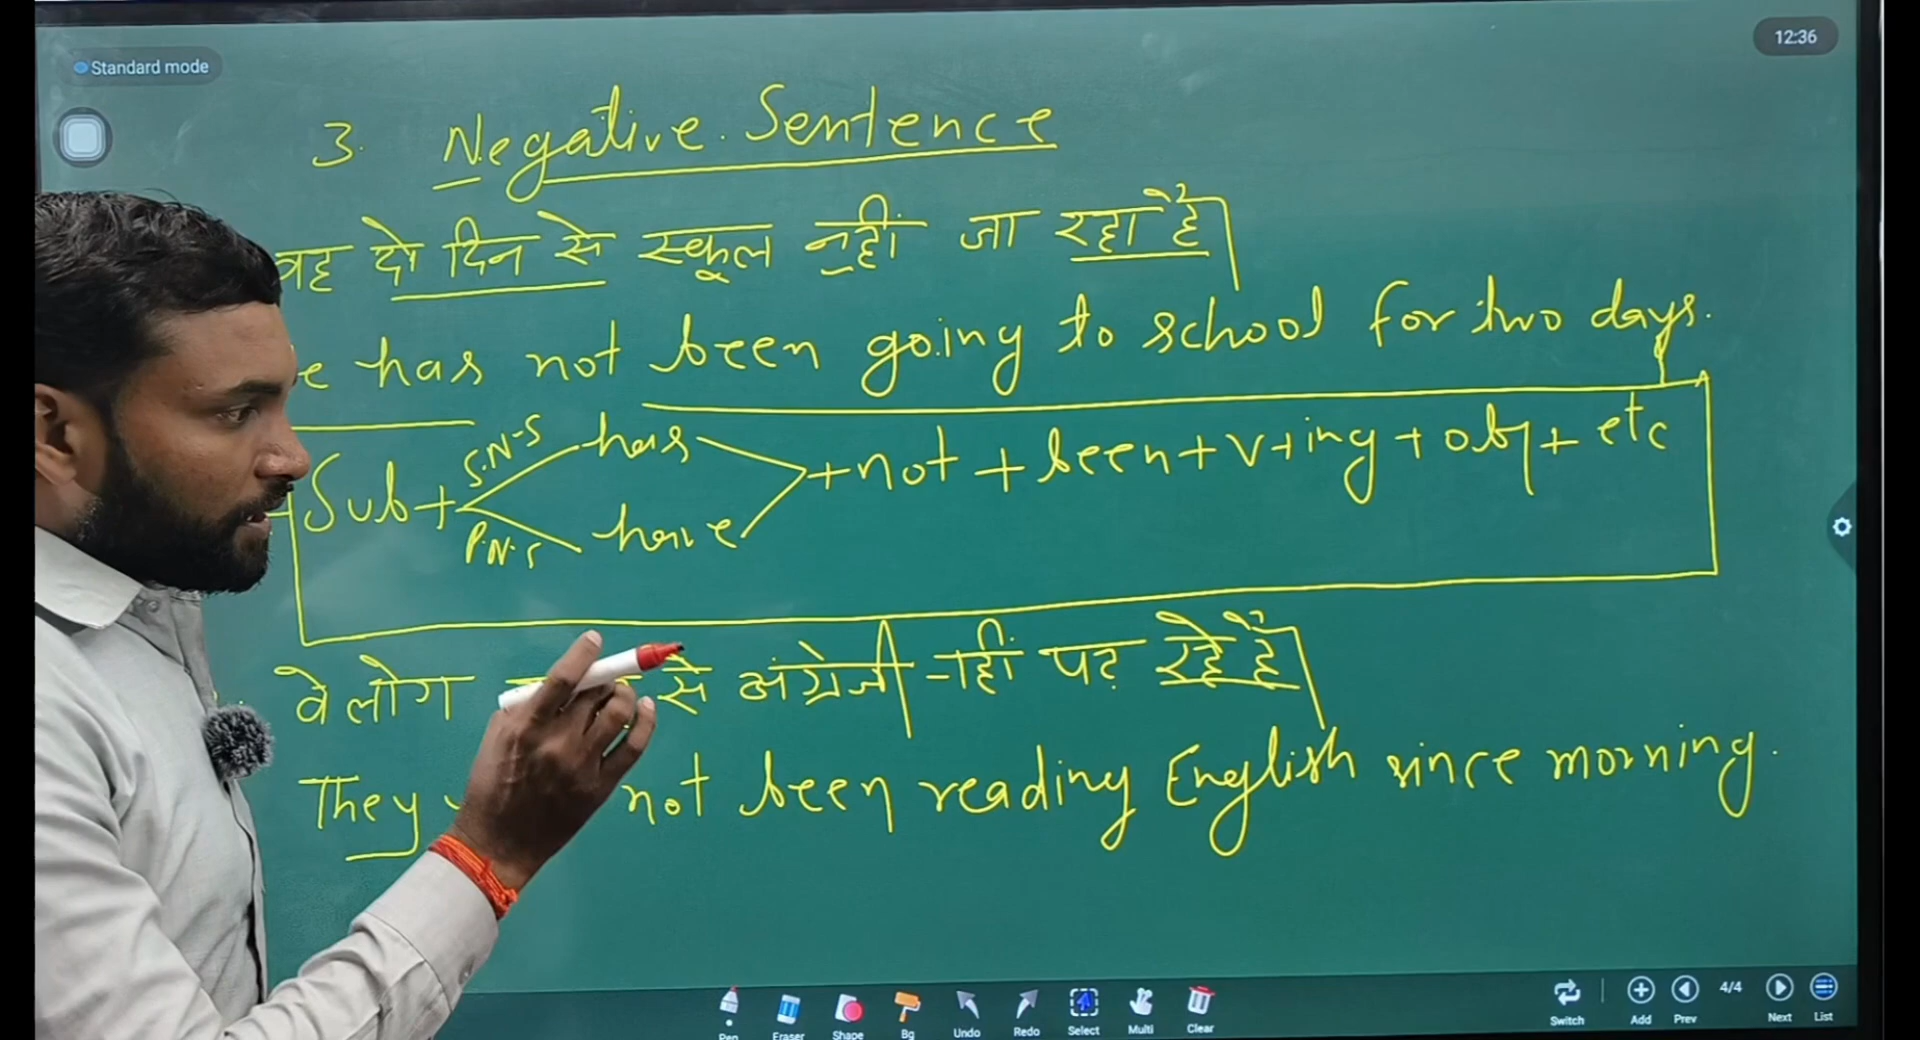 Standard mode
12:36
3. Negative Sentence
वह दो दिन से स्कूल नहीं जा रहा है
e has not been going to school for two days.
Sub + S.N-S has + not + been + v + ing + obj + etc
P.N-S have
वे लोग से अंग्रेजी नहीं पढ़ रहे हैं
They not been reading English since morning.
Pen Eraser Shape Bg Undo Redo Select Multi Clear Switch Add Prev 4/4 Next List